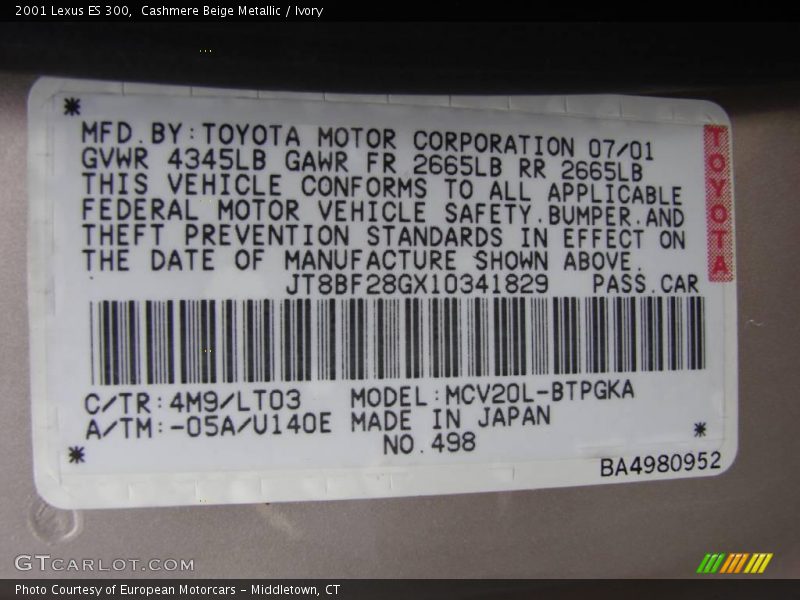 2001 Lexus ES 300,  Cashmere Beige Metallic / Ivory
MFD.BY:TOYOTA MOTOR CORPORATION 07/01
GVWR 4345LB GAWR FR 2665LB RR 2665LB
THIS VEHICLE CONFORMS TO ALL APPLICABLE
FEDERAL MOTOR VEHICLE SAFETY.BUMPER.AND
THEFT PREVENTION STANDARDS IN EFFECT ON
THE DATE OF MANUFACTURE SHOWN ABOVE.
JT8BF28GX10341829 PASS.CAR
TOYOTA
C/TR:4M9/LT03 MODEL:MCV20L-BTPGKA
A/TM:-05A/U140E MADE IN JAPAN
NO.498
BA4980952
GTCARLOT.COM
Photo Courtesy of European Motorcars - Middletown, CT